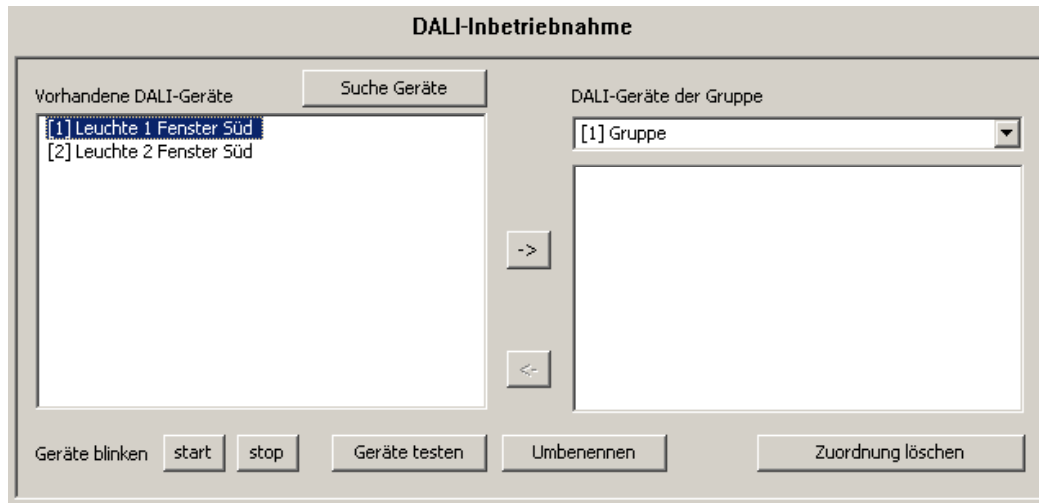 DALI-Inbetriebnahme
Vorhandene DALI-Geräte
Suche Geräte
DALI-Geräte der Gruppe
[1] Leuchte 1 Fenster Süd
[2] Leuchte 2 Fenster Süd
[1] Gruppe
->
<-
Geräte blinken
start
stop
Geräte testen
Umbenennen
Zuordnung löschen